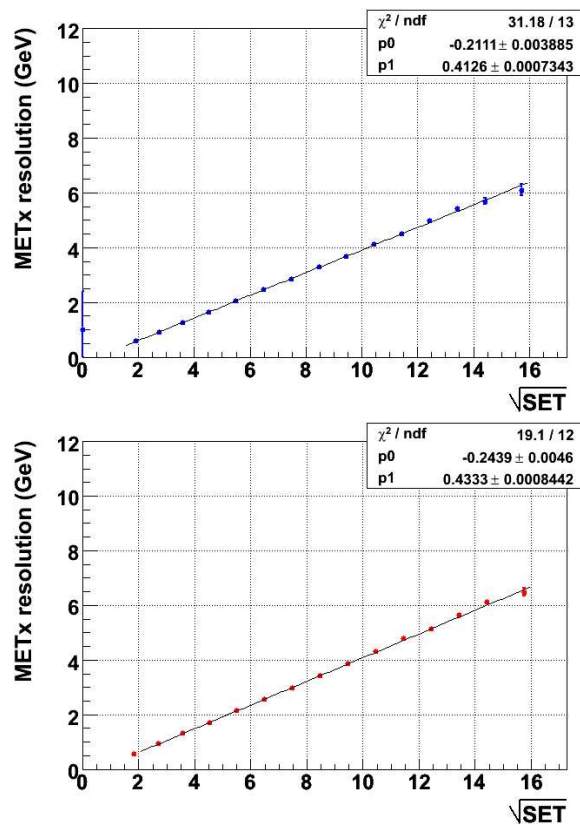 χ² / ndf 31.18 / 13
p0 -0.2111 ± 0.003885
p1 0.4126 ± 0.0007343
METx resolution (GeV)
12
10
8
6
4
2
0
0 2 4 6 8 10 12 14 16
√SET
χ² / ndf 19.1 / 12
p0 -0.2439 ± 0.0046
p1 0.4333 ± 0.0008442
METx resolution (GeV)
12
10
8
6
4
2
0
0 2 4 6 8 10 12 14 16
√SET